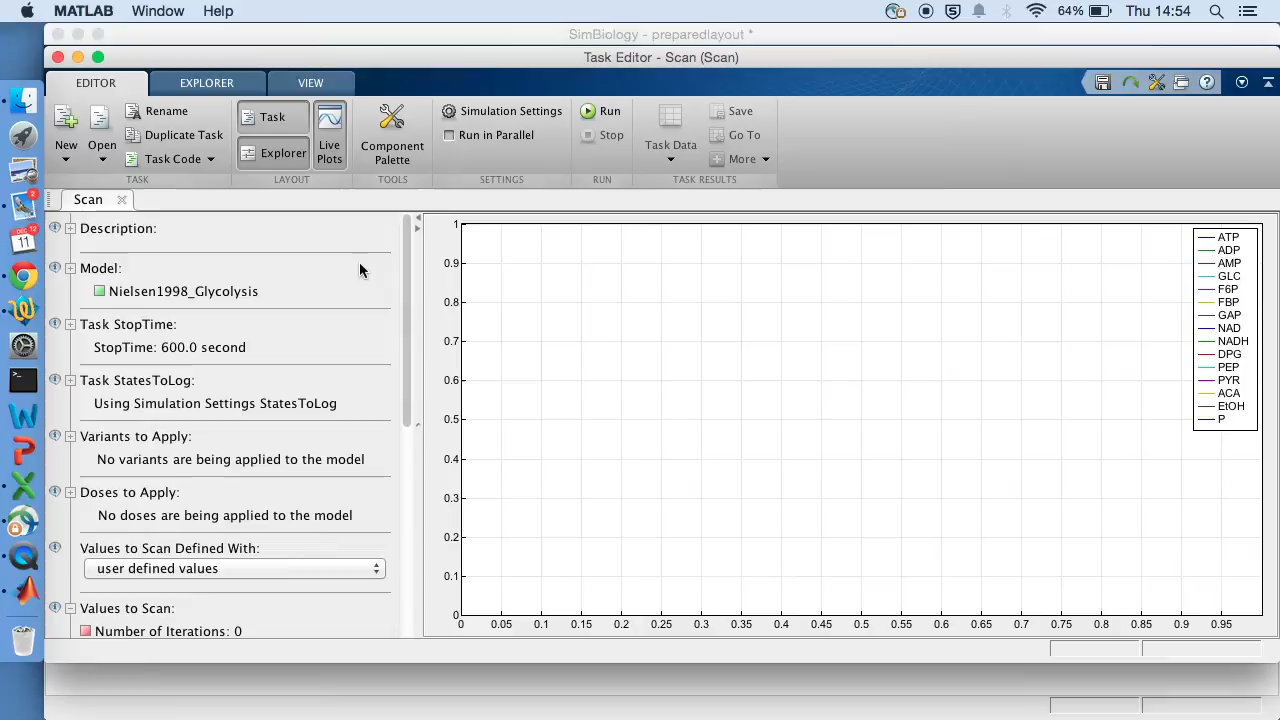 MATLAB Window Help 64% Thu 14:54
SimBiology - preparedlayout *
Task Editor - Scan (Scan)
EDITOR EXPLORER VIEW
New
Open
Rename
Duplicate Task
Task Code
TASK
Task
Explorer
Live
Plots
LAYOUT
Component
Palette
TOOLS
Simulation Settings
Run in Parallel
SETTINGS
Run
Stop
RUN
Task Data
Save
Go To
More
TASK RESULTS
Scan
Description:
Model:
Nielsen1998_Glycolysis
Task StopTime:
StopTime: 600.0 second
Task StatesToLog:
Using Simulation Settings StatesToLog
Variants to Apply:
No variants are being applied to the model
Doses to Apply:
No doses are being applied to the model
Values to Scan Defined With:
user defined values
Values to Scan:
Number of Iterations: 0
1
0.9
0.8
0.7
0.6
0.5
0.4
0.3
0.2
0.1
0
0 0.05 0.1 0.15 0.2 0.25 0.3 0.35 0.4 0.45 0.5 0.55 0.6 0.65 0.7 0.75 0.8 0.85 0.9 0.95
ATP
ADP
AMP
GLC
F6P
FBP
GAP
NAD
NADH
DPG
PEP
PYR
ACA
EtOH
P